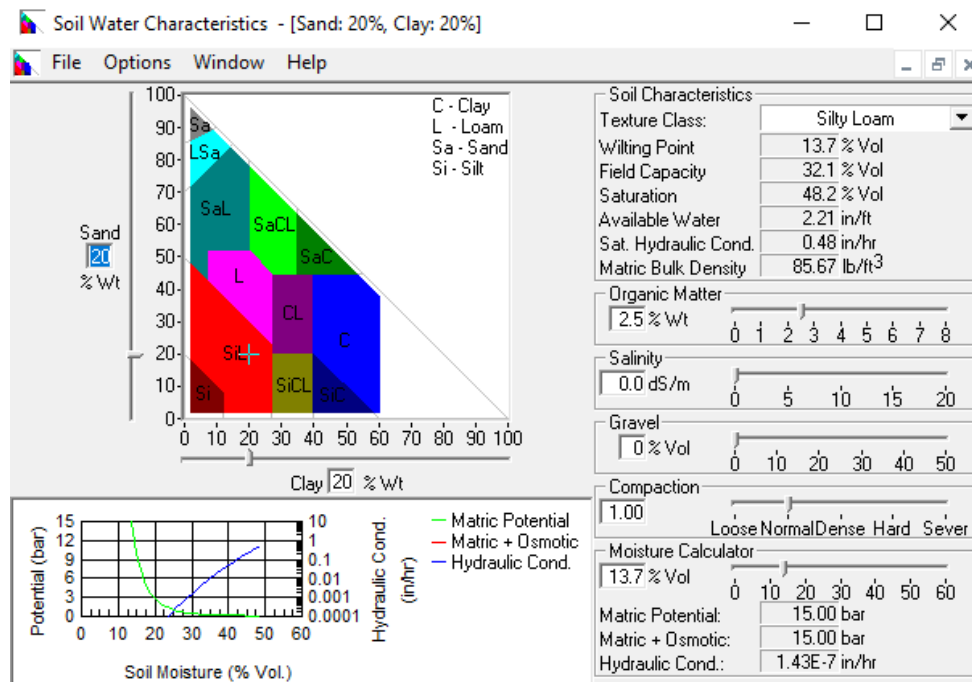 Soil Water Characteristics - [Sand: 20%, Clay: 20%]
File Options Window Help
C - Clay
L - Loam
Sa - Sand
Si - Silt
100
90
80
70
60
50
40
30
20
10
0
Sand
20
% Wt
Sa
LSa
SaL
SaCL
SaC
L
CL
C
SiL
SiCL
SiC
Si
0 10 20 30 40 50 60 70 80 90 100
Clay 20 % Wt
Soil Characteristics
Texture Class: Silty Loam
Wilting Point 13.7 % Vol
Field Capacity 32.1 % Vol
Saturation 48.2 % Vol
Available Water 2.21 in/ft
Sat. Hydraulic Cond. 0.48 in/hr
Matric Bulk Density 85.67 lb/ft3
Organic Matter
2.5 % Wt
0 1 2 3 4 5 6 7 8
Salinity
0.0 dS/m
0 5 10 15 20
Gravel
0 % Vol
0 10 20 30 40 50
Compaction
1.00
Loose Normal Dense Hard Sever
Moisture Calculator
13.7 % Vol
0 10 20 30 40 50 60
Matric Potential: 15.00 bar
Matric + Osmotic: 15.00 bar
Hydraulic Cond.: 1.43E-7 in/hr
Potential (bar)
15
12
9
6
3
0
0 10 20 30 40 50 60
Soil Moisture (% Vol.)
10
1
0.1
0.01
0.001
0.0001
Hydraulic Cond.
(in/hr)
Matric Potential
Matric + Osmotic
Hydraulic Cond.